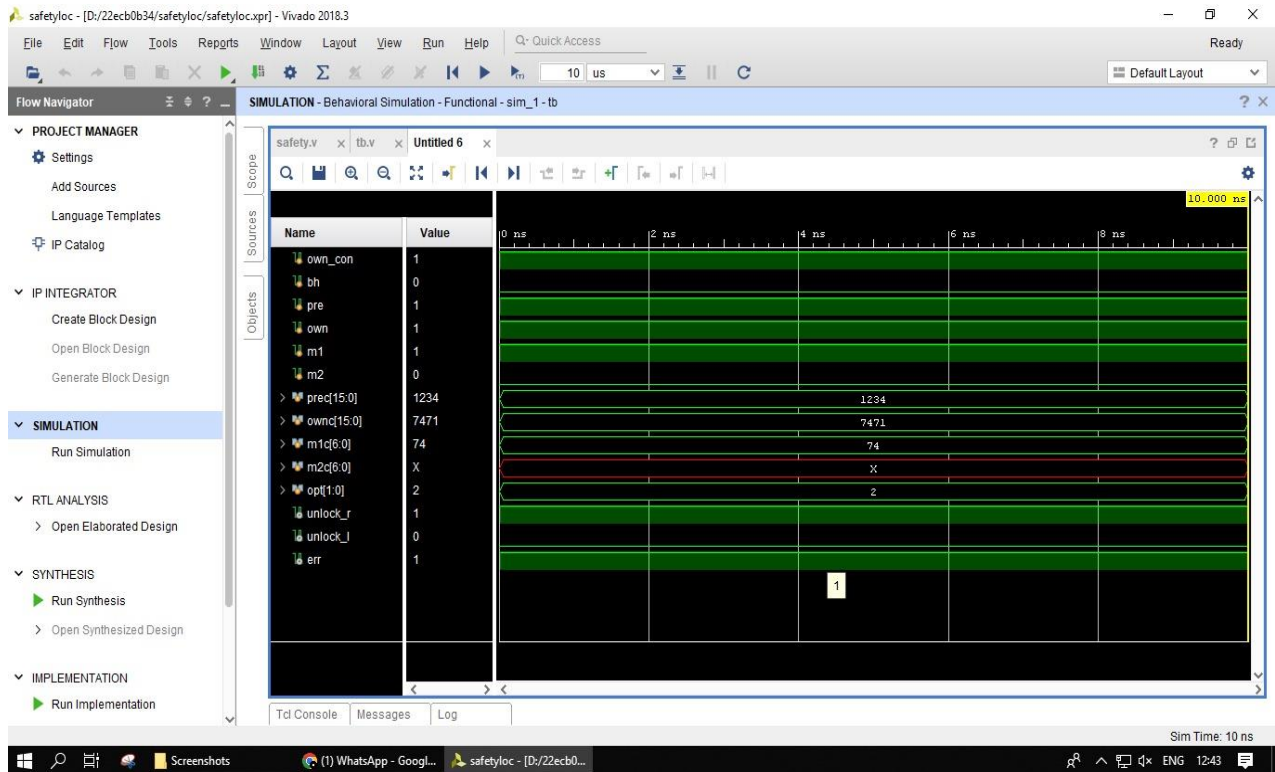 safetyloc - [D:/22ecb0b34/safetyloc/safetyloc.xpr] - Vivado 2018.3
File Edit Flow Tools Reports Window Layout View Run Help Quick Access Ready
10 us Default Layout
Flow Navigator
SIMULATION - Behavioral Simulation - Functional - sim_1 - tb
PROJECT MANAGER
Settings
Add Sources
Language Templates
IP Catalog
IP INTEGRATOR
Create Block Design
Open Block Design
Generate Block Design
SIMULATION
Run Simulation
RTL ANALYSIS
Open Elaborated Design
SYNTHESIS
Run Synthesis
Open Synthesized Design
IMPLEMENTATION
Run Implementation
Scope
Sources
Objects
safety.v tb.v Untitled 6
10.000 ns
Name Value 0 ns 2 ns 4 ns 6 ns 8 ns
own_con 1
bh 0
pre 1
own 1
m1 1
m2 0
prec[15:0] 1234 1234
ownc[15:0] 7471 7471
m1c[6:0] 74 74
m2c[6:0] X X
opt[1:0] 2 2
unlock_r 1
unlock_l 0
err 1
1
Tcl Console Messages Log
Sim Time: 10 ns
Screenshots (1) WhatsApp - Googl... safetyloc - [D:/22ecb0... ENG 12:43